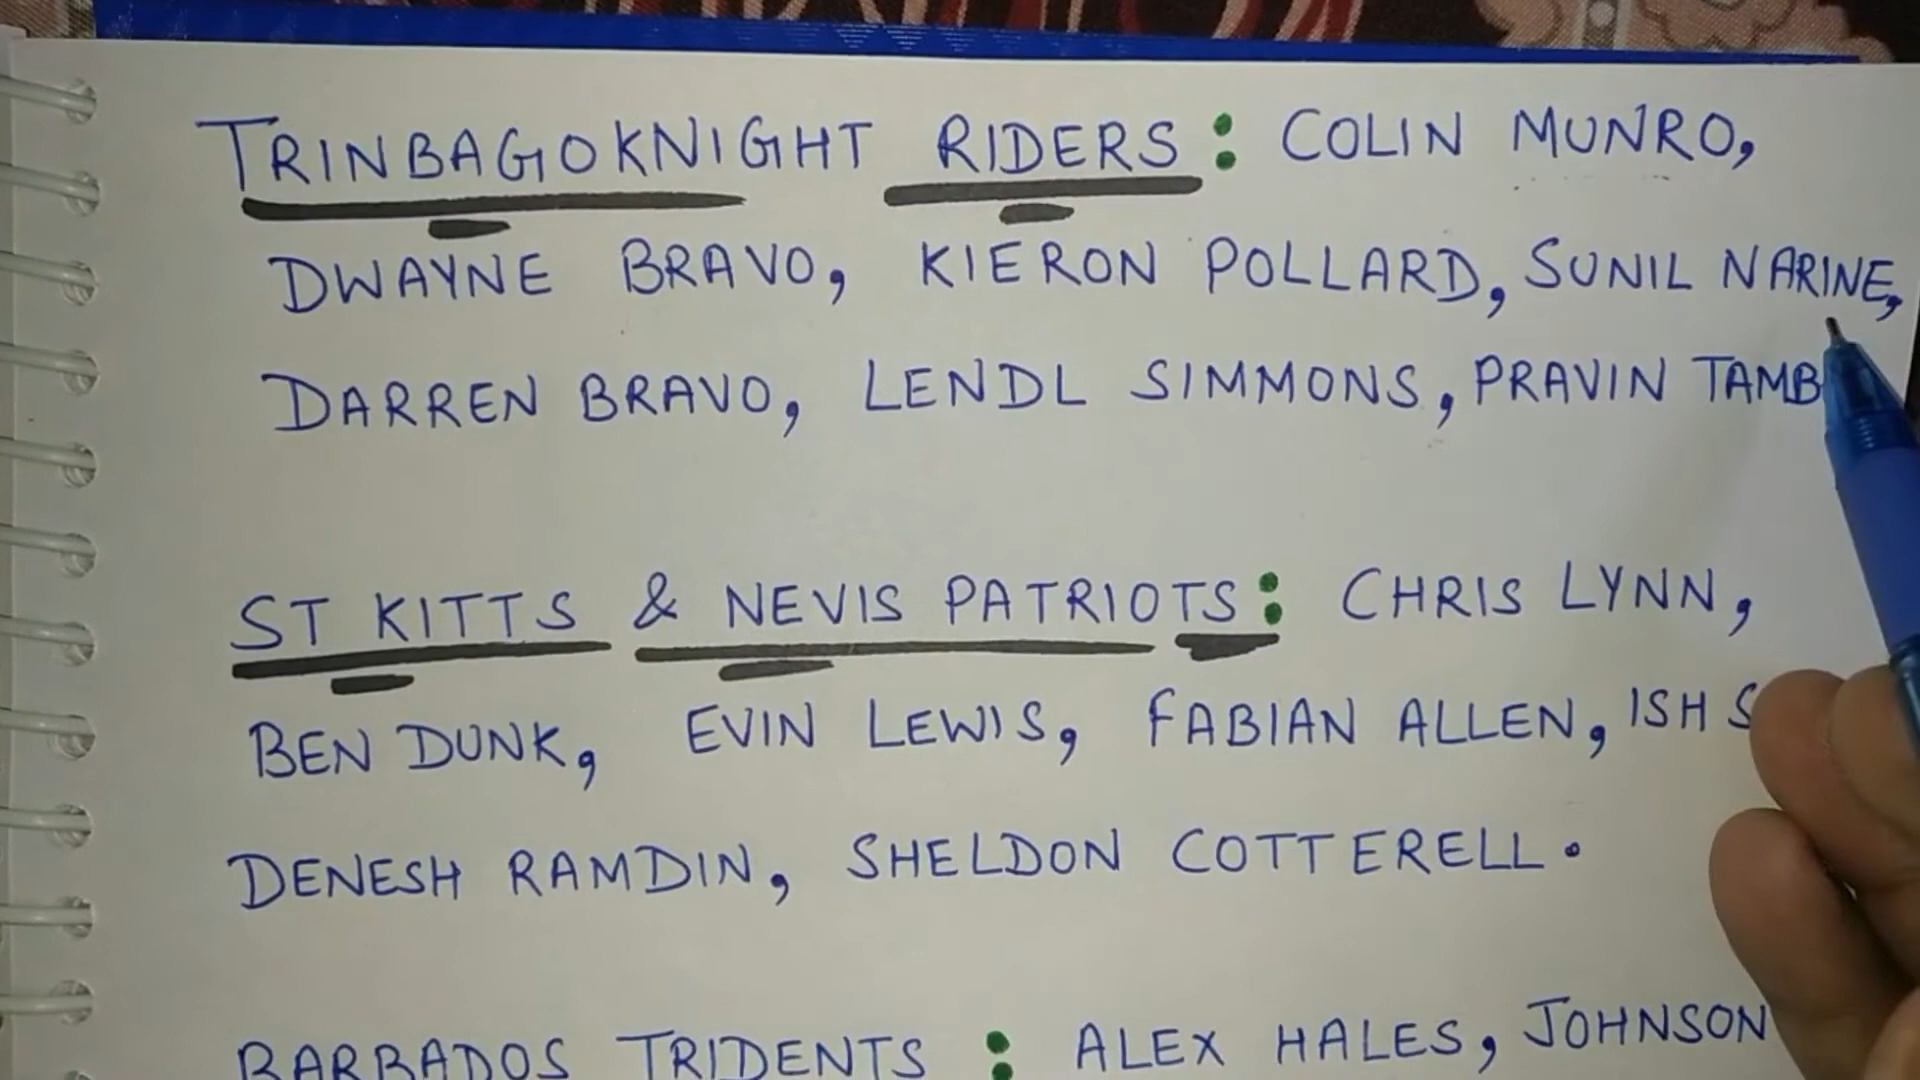 TRINBAGOKNIGHT RIDERS : COLIN MUNRO,
DWAYNE BRAVO, KIERON POLLARD, SUNIL NARINE,
DARREN BRAVO, LENDL SIMMONS, PRAVIN TAMB
ST KITTS & NEVIS PATRIOTS : CHRIS LYNN,
BEN DUNK, EVIN LEWIS, FABIAN ALLEN, ISH S
DENESH RAMDIN, SHELDON COTTERELL.
BARBADOS TRIDENTS : ALEX HALES, JOHNSON